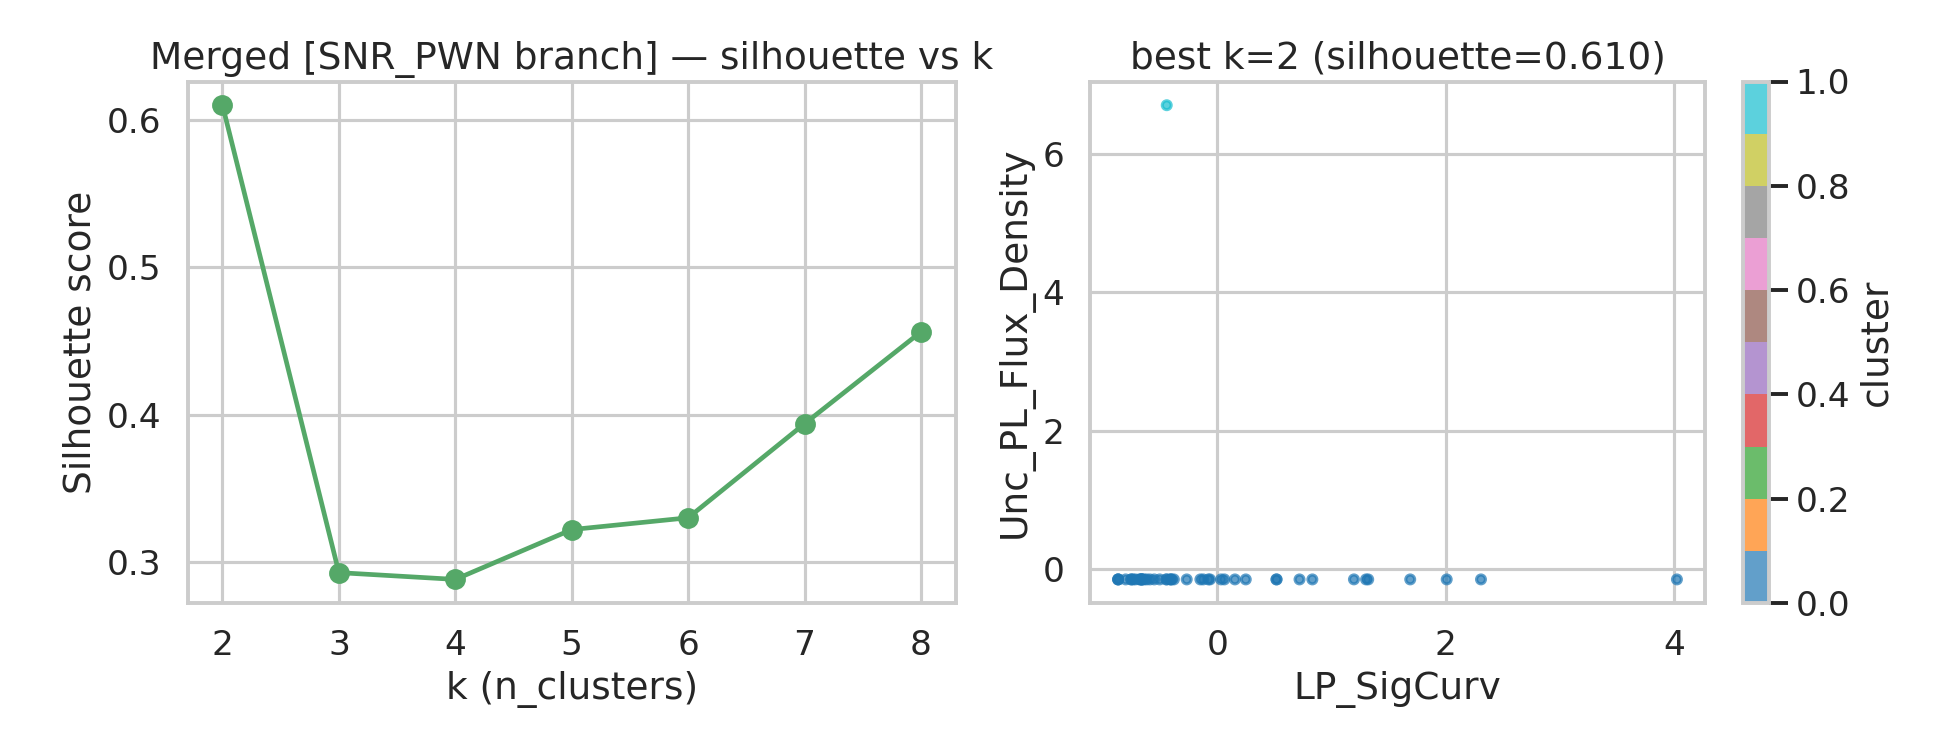 Merged [SNR_PWN branch] — silhouette vs k
Silhouette score
0.6
0.5
0.4
0.3
2 3 4 5 6 7 8
k (n_clusters)
best k=2 (silhouette=0.610)
Unc_PL_Flux_Density
6
4
2
0
0 2 4
LP_SigCurv
1.0
0.8
0.6
0.4
0.2
0.0
cluster